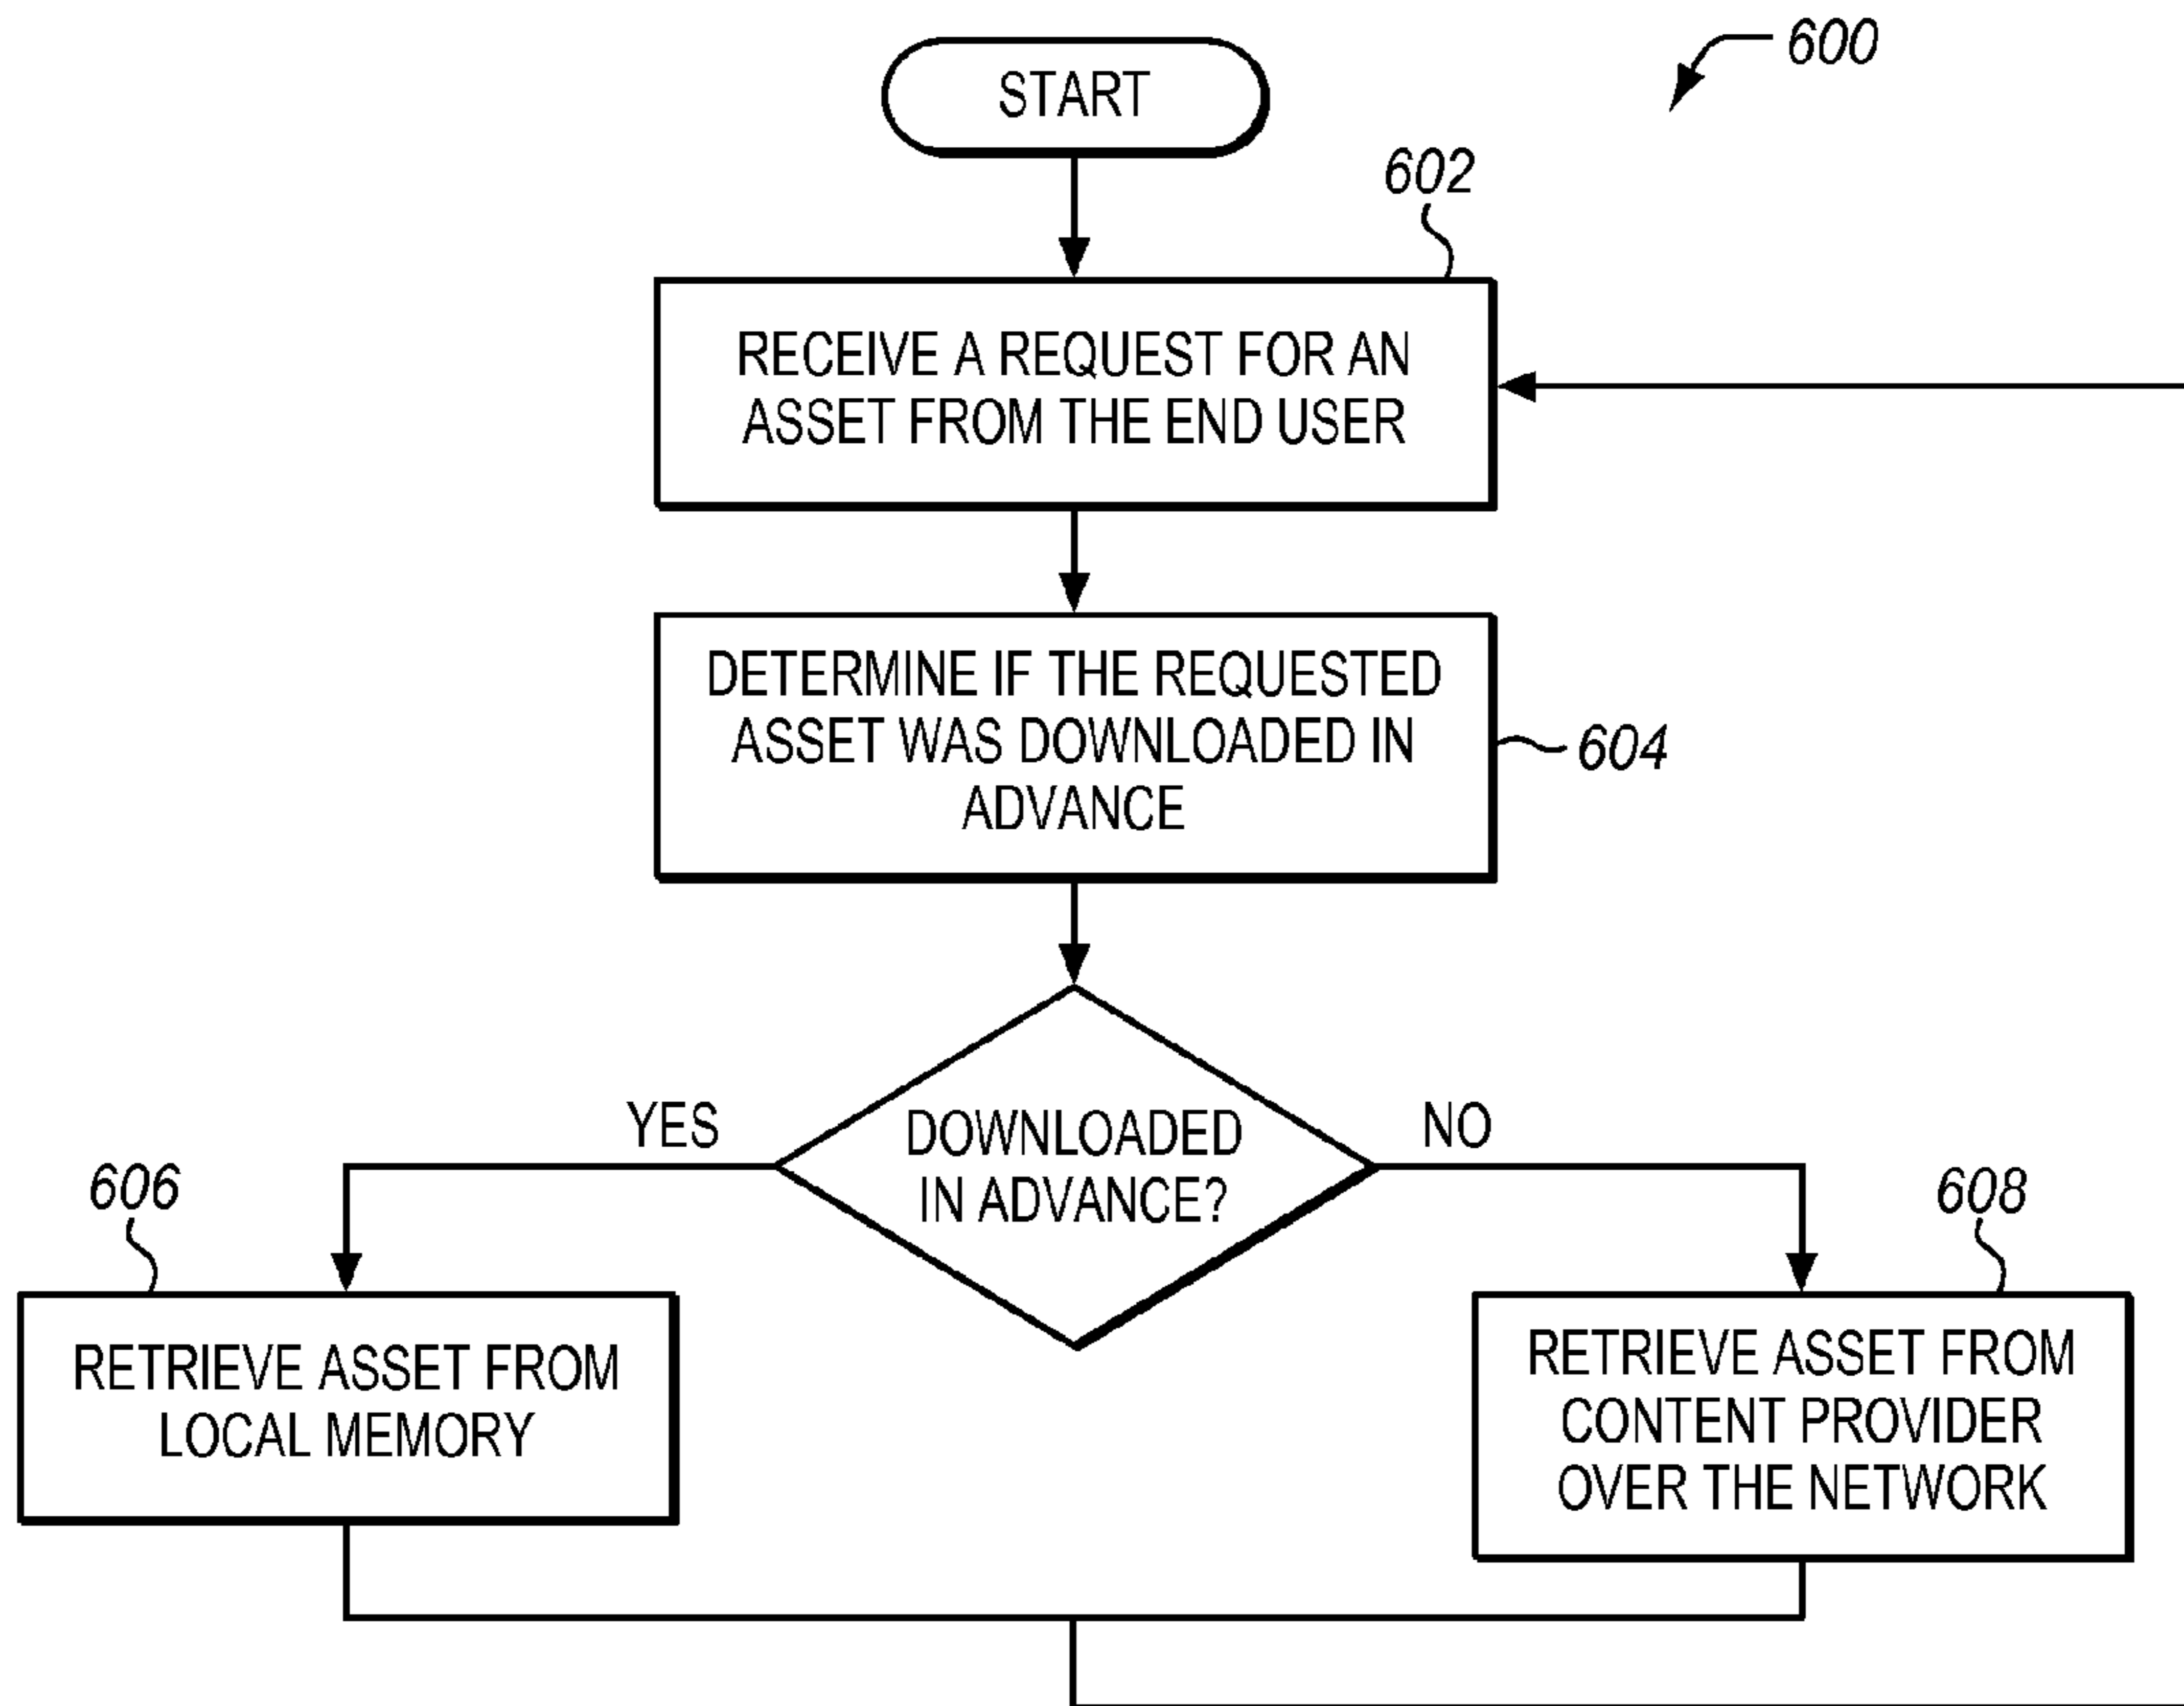 600
START
602
RECEIVE A REQUEST FOR AN
ASSET FROM THE END USER
DETERMINE IF THE REQUESTED
ASSET WAS DOWNLOADED IN
ADVANCE
604
YES
DOWNLOADED
IN ADVANCE?
NO
606
RETRIEVE ASSET FROM
LOCAL MEMORY
608
RETRIEVE ASSET FROM
CONTENT PROVIDER
OVER THE NETWORK